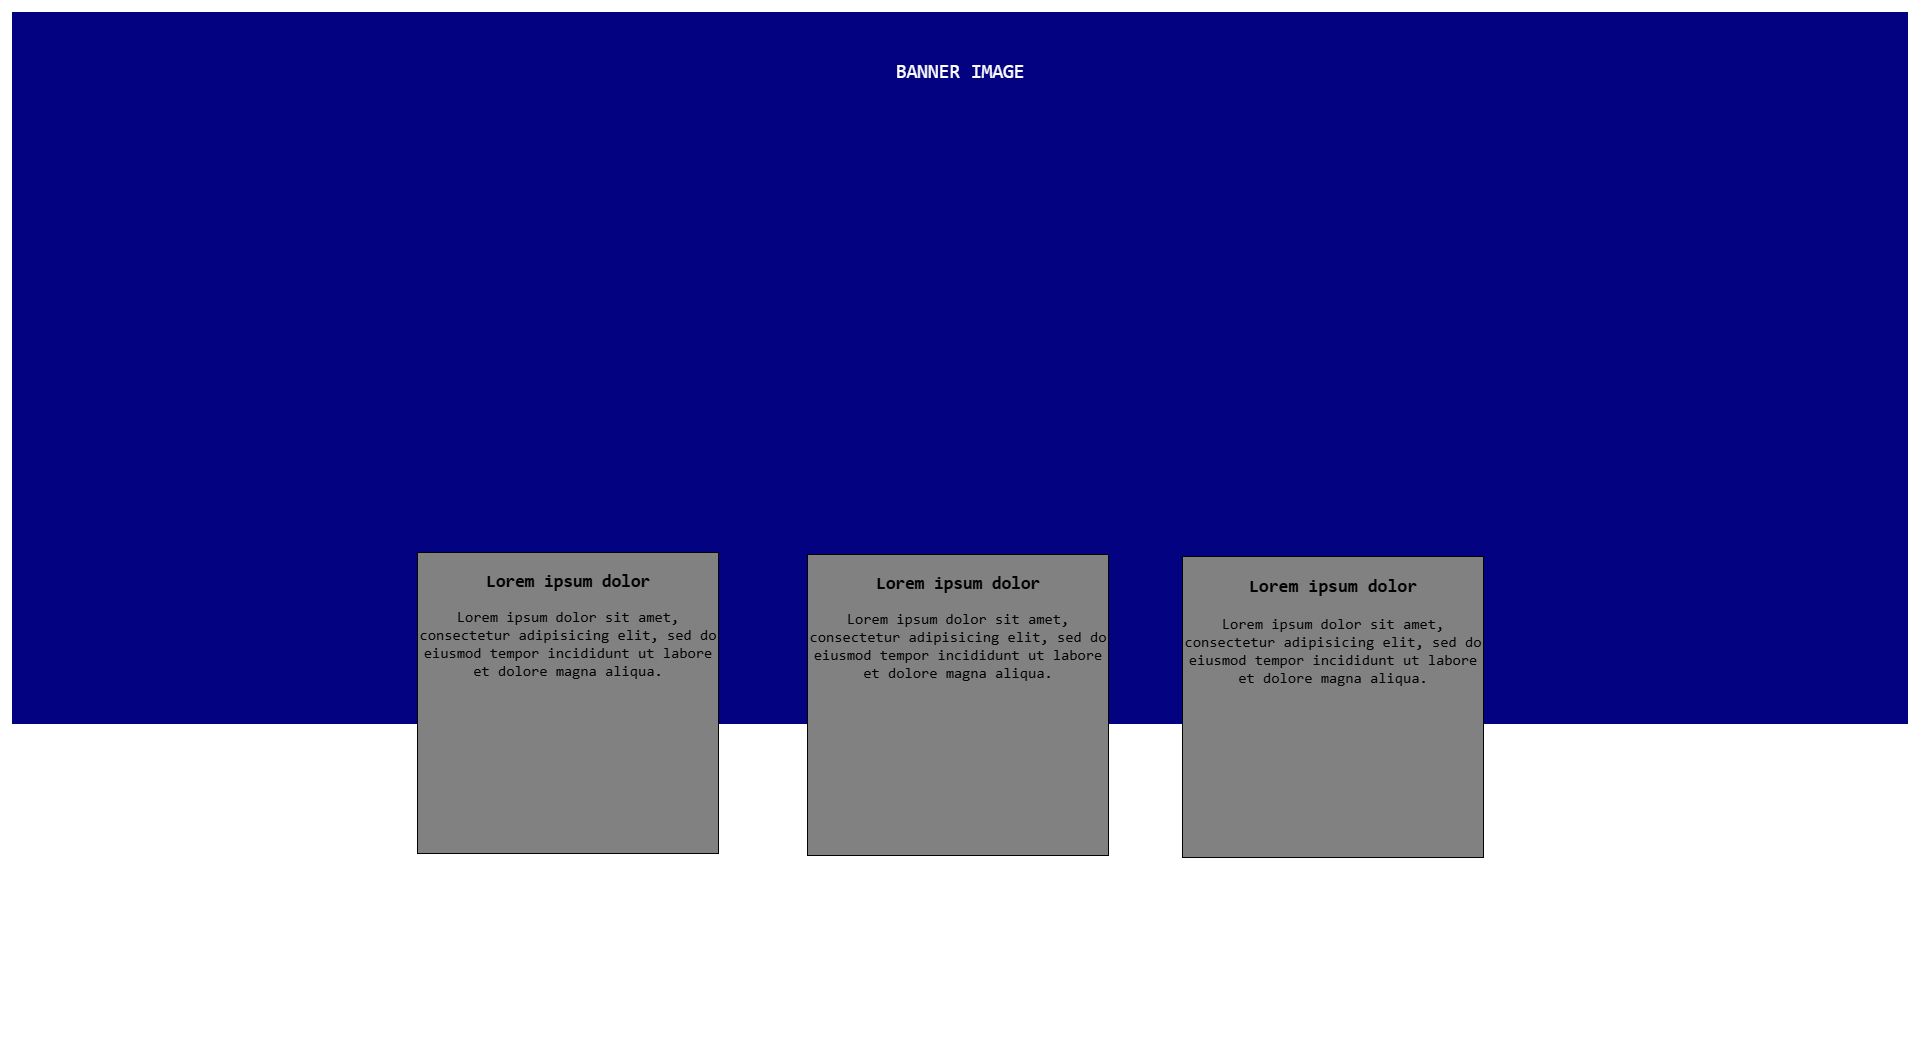 BANNER IMAGE
Lorem ipsum dolor
Lorem ipsum dolor sit amet,
consectetur adipisicing elit, sed do
eiusmod tempor incididunt ut labore
et dolore magna aliqua.
Lorem ipsum dolor
Lorem ipsum dolor sit amet,
consectetur adipisicing elit, sed do
eiusmod tempor incididunt ut labore
et dolore magna aliqua.
Lorem ipsum dolor
Lorem ipsum dolor sit amet,
consectetur adipisicing elit, sed do
eiusmod tempor incididunt ut labore
et dolore magna aliqua.